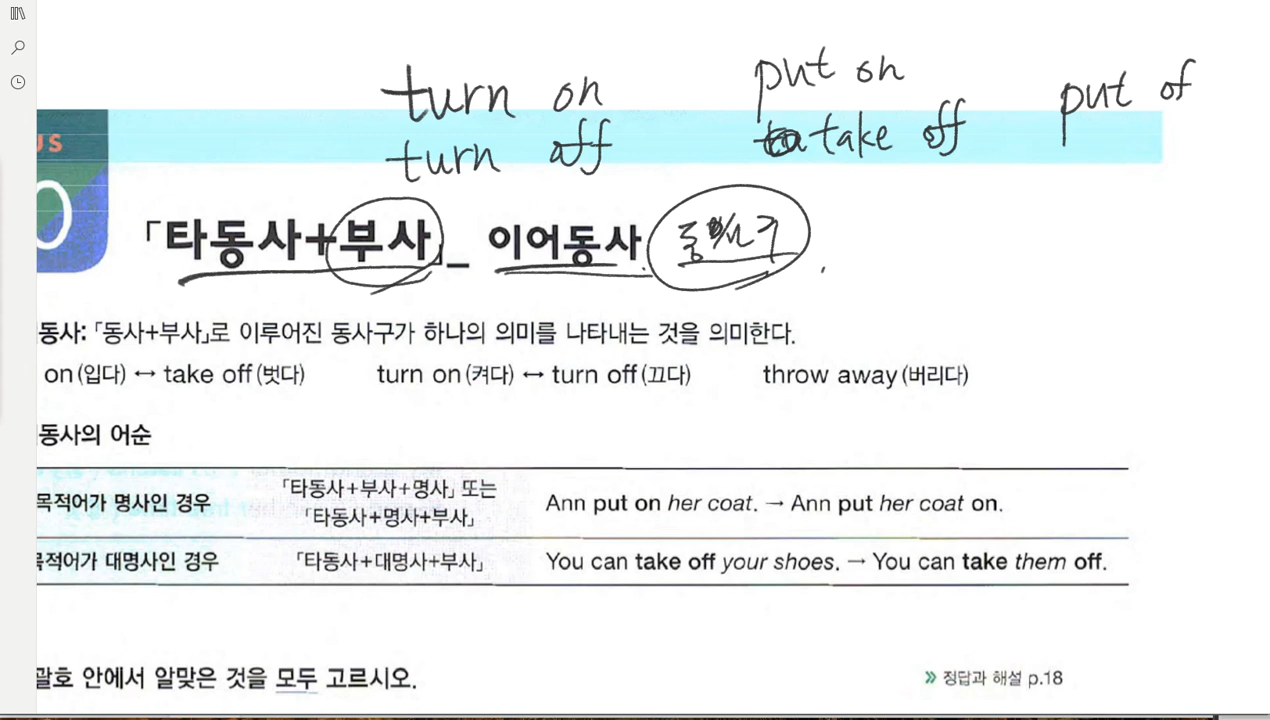 turn on
put on
put of
turn off
take off
US
0
「타동사+부사」_ 이어동사 동사구
동사: 「동사+부사」로 이루어진 동사구가 하나의 의미를 나타내는 것을 의미한다.
on(입다) ↔ take off(벗다) turn on(켜다) ↔ turn off(끄다) throw away(버리다)
동사의 어순
목적어가 명사인 경우 「타동사+부사+명사」 또는 「타동사+명사+부사」 Ann put on her coat. → Ann put her coat on.
목적어가 대명사인 경우 「타동사+대명사+부사」 You can take off your shoes. → You can take them off.
괄호 안에서 알맞은 것을 모두 고르시오.
» 정답과 해설 p.18